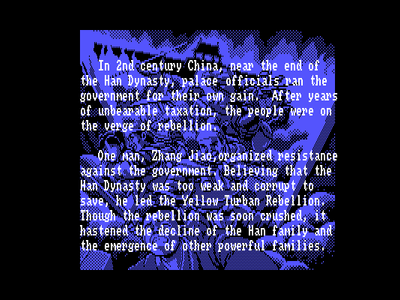 In 2nd century China, near the end of
the Han Dynasty, palace officials ran the
government for their own gain.  After years
of unbearable taxation, the people were on
the verge of rebellion.
One man, Zhang Jiao,organized resistance
against the government. Believing that the
Han Dynasty was too weak and corrupt to
save, he led the Yellow Turban Rebellion.
Though the rebellion was soon crushed, it
hastened the decline of the Han family and
the emergence of other powerful families.